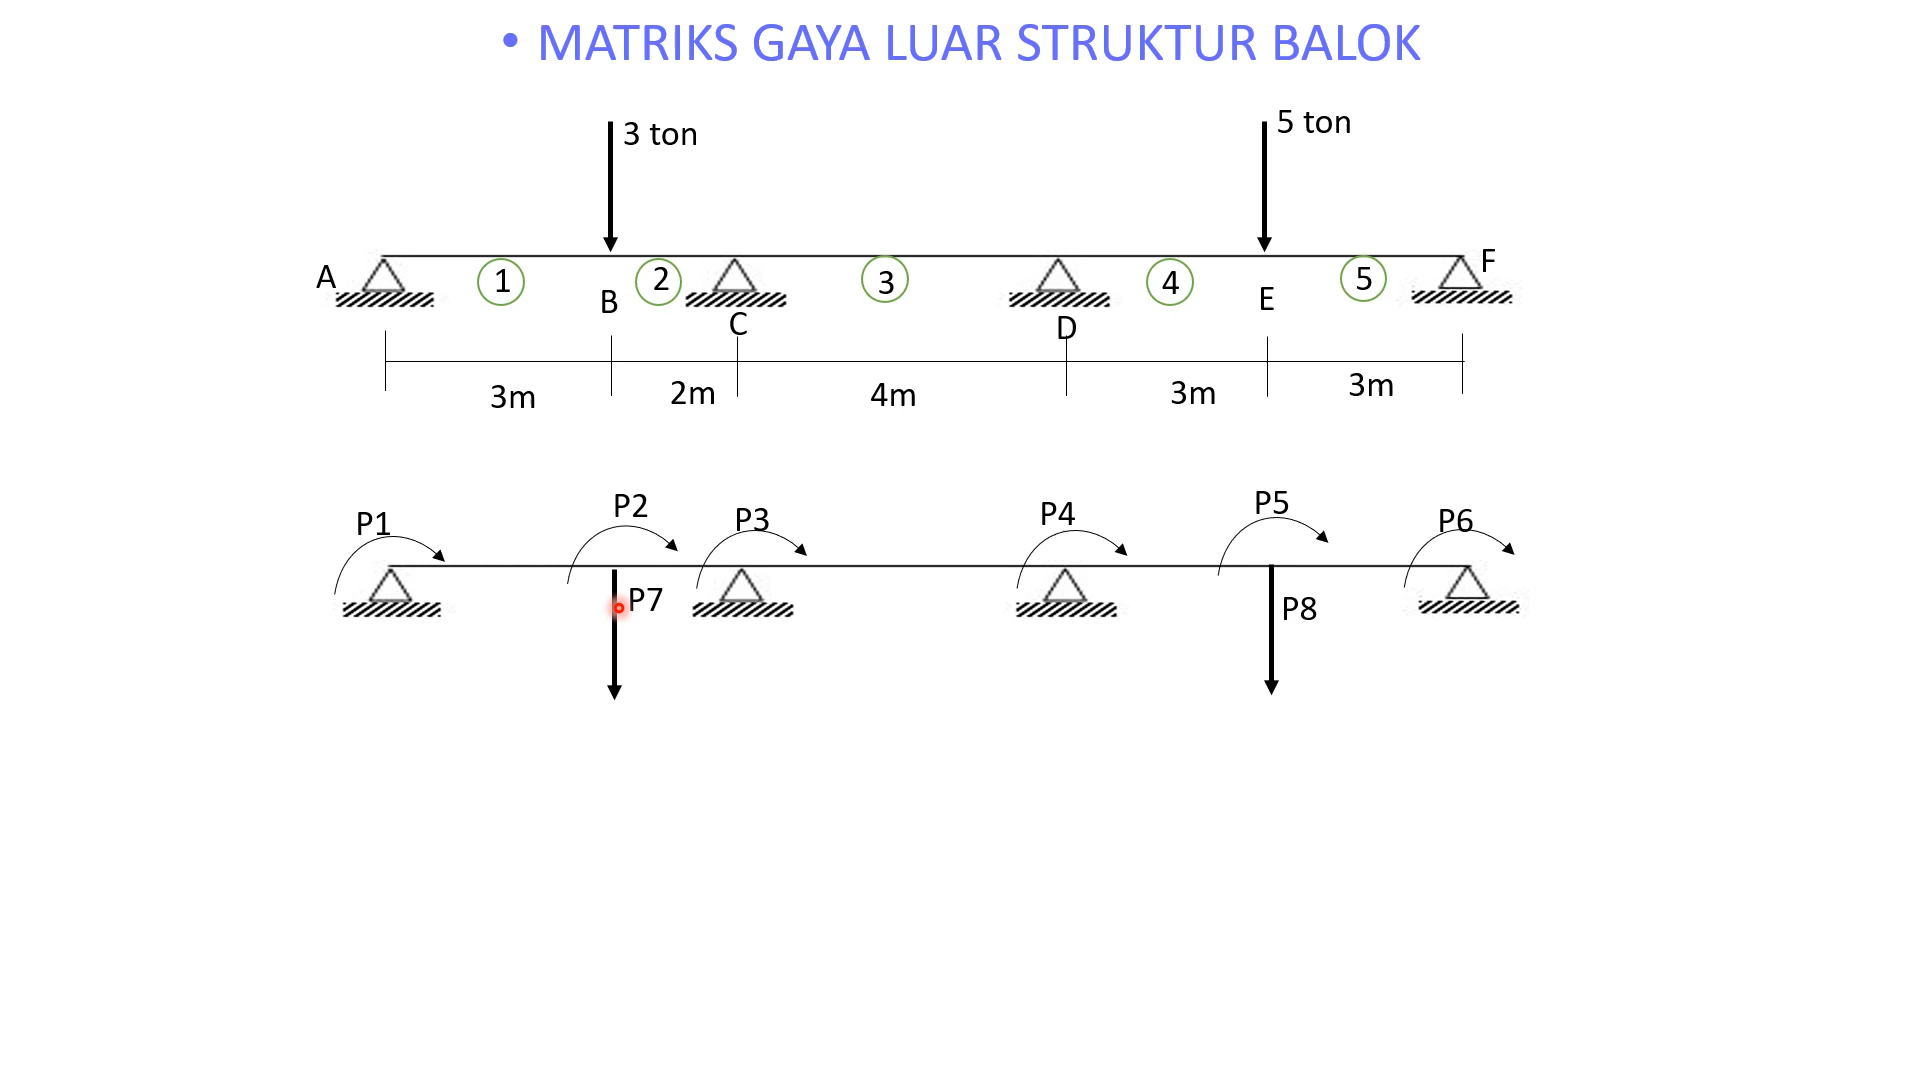 • MATRIKS GAYA LUAR STRUKTUR BALOK
3 ton
5 ton
A
1
B
2
C
3
D
4
E
5
F
3m
2m
4m
3m
3m
P1
P2
P3
P4
P5
P6
P7
P8